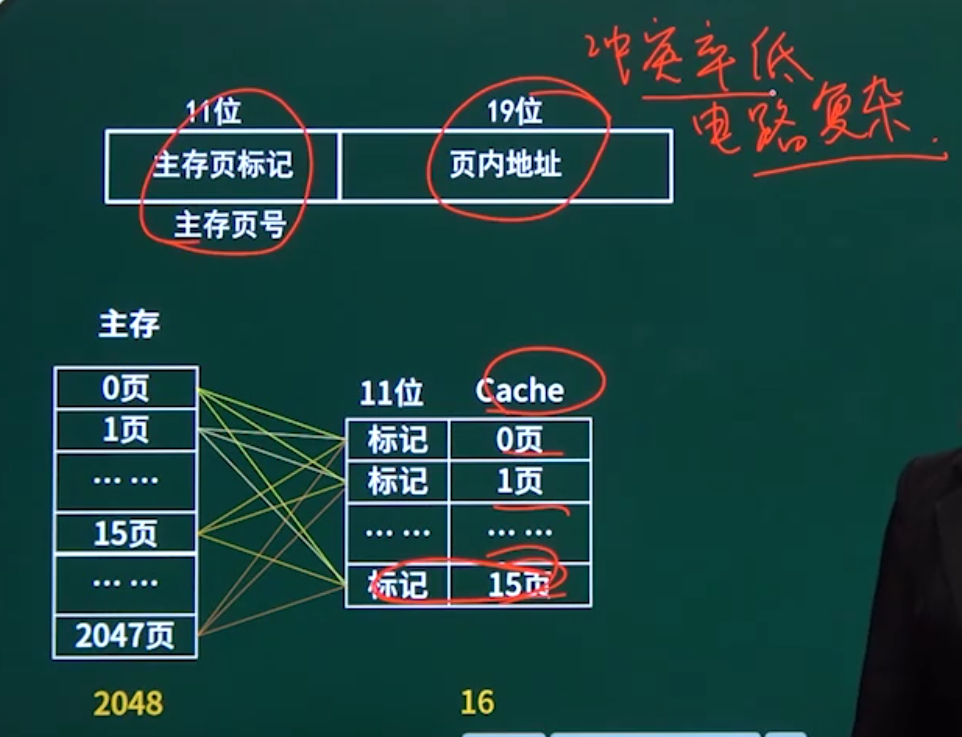 冲突率低
电路复杂.
11位 19位
主存页标记 页内地址
主存页号
主存
11位 Cache
0页
1页
... ...
15页
... ...
2047页
标记 0页
标记 1页
... ... ... ...
标记 15页
2048 16